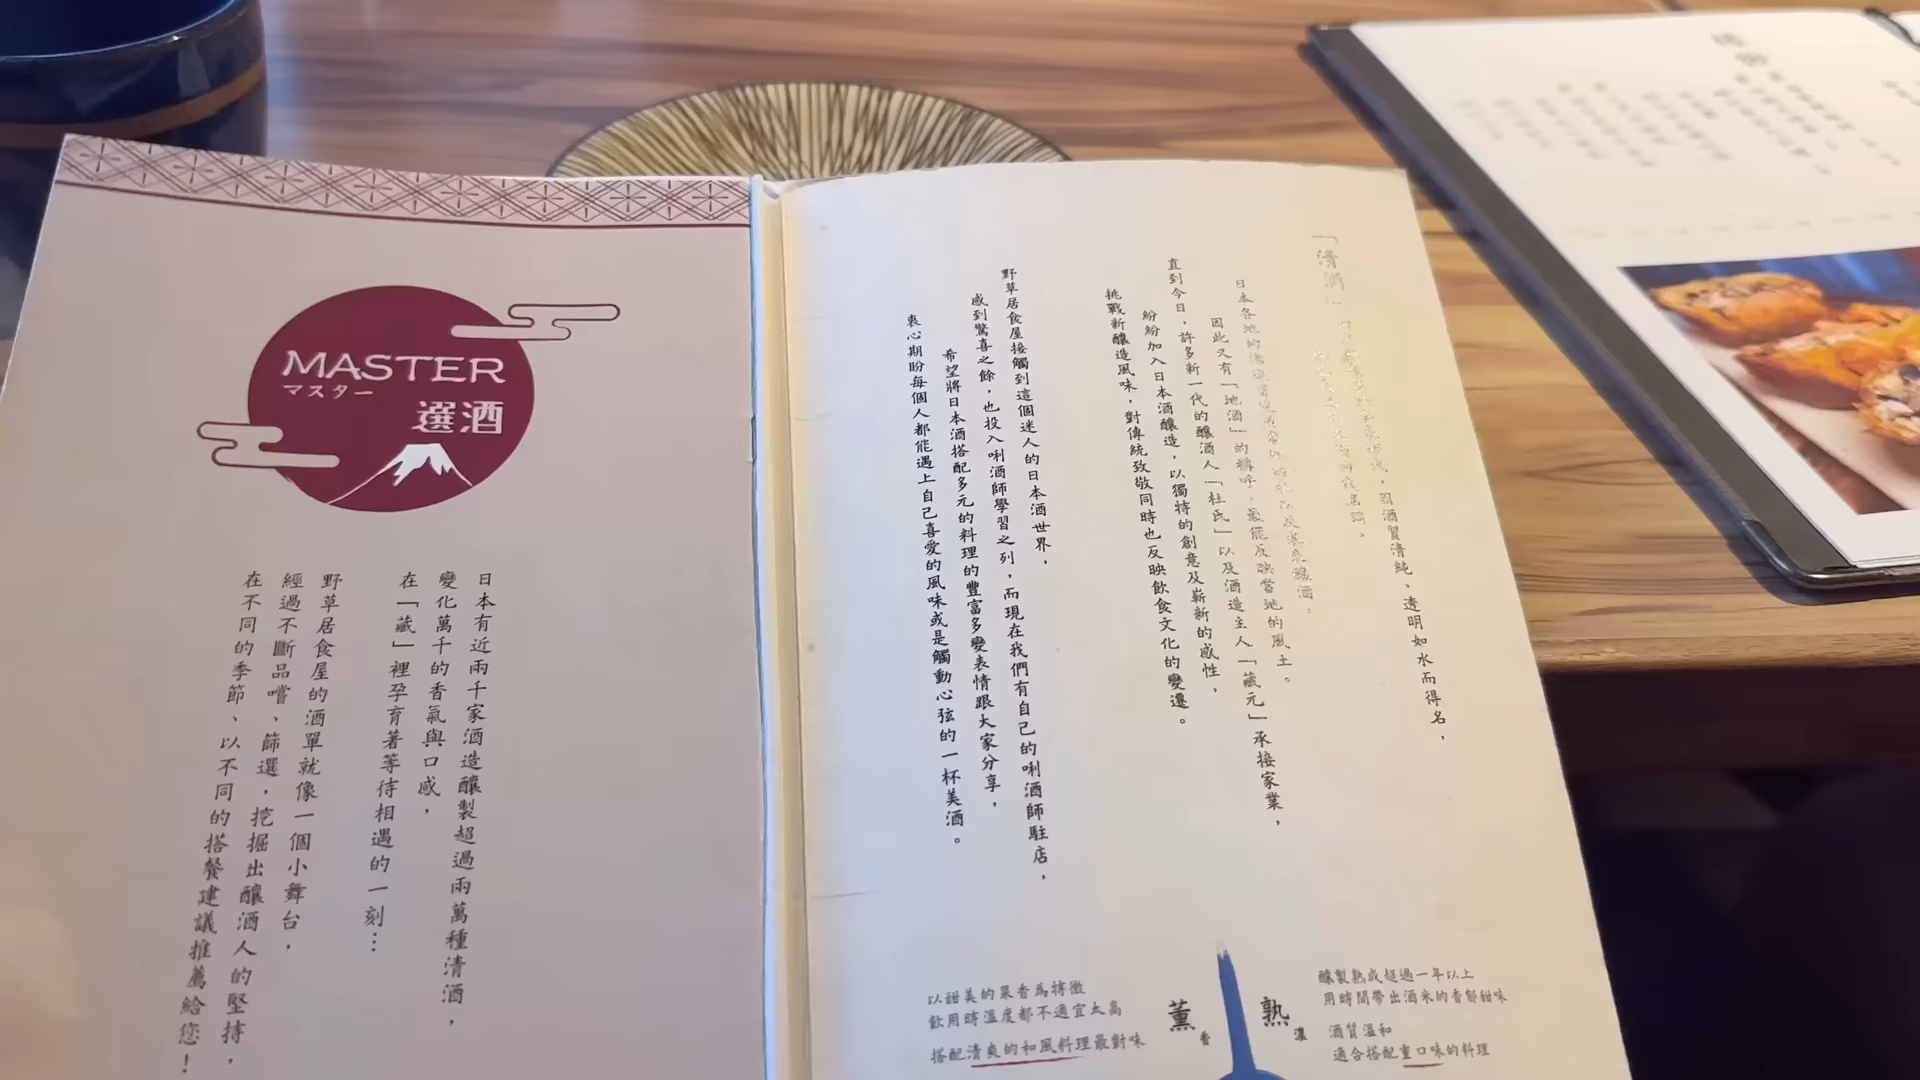 MASTER
マスター
選酒
日本有近兩千家酒造釀製超過兩萬種清酒，
變化萬千的香氣與口感，
在「藏」裡孕育著等待相遇的一刻…
野草居食屋的酒單就像一個小舞台，
經過不斷品嚐、篩選，挖掘出釀酒人的堅持，
在不同的季節、以不同的搭餐建議推薦給您！
「清酒」
因酒質清純、透明如水而得名，
日本各地的
因此又有「地酒」的稱呼，最能反映當地的風土。
直到今日，許多新一代的釀酒人「杜氏」以及酒造主人「藏元」承接家業，
紛紛加入日本酒釀造，以獨特的創意及嶄新的感性，
挑戰新釀造風味，對傳統致敬同時也反映飲食文化的變遷。
野草居食屋接觸到這個迷人的日本酒世界，
感到驚喜之餘，也投入唎酒師學習之列，而現在我們有自己的唎酒師駐店，
希望將日本酒搭配多元的料理的豐富多變表情跟大家分享，
衷心期盼每個人都能遇上自己喜愛的風味或是觸動心弦的一杯美酒。
以甜美的果香為特徵
飲用時溫度都不適宜太高
搭配清爽的和風料理最對味
薰
香
熟
濃
釀製熟成超過一年以上
用時間帶出酒米的香郁甜味
酒質溫和
適合搭配重口味的料理